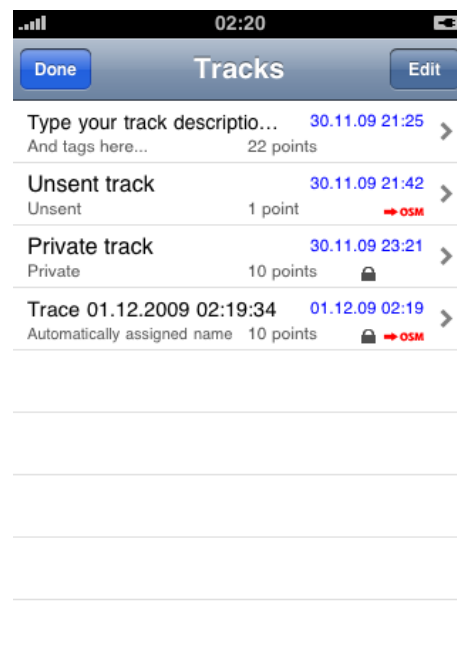 02:20
Done Tracks Edit
Type your track descriptio... 30.11.09 21:25
And tags here... 22 points
Unsent track 30.11.09 21:42
Unsent 1 point OSM
Private track 30.11.09 23:21
Private 10 points
Trace 01.12.2009 02:19:34 01.12.09 02:19
Automatically assigned name 10 points OSM